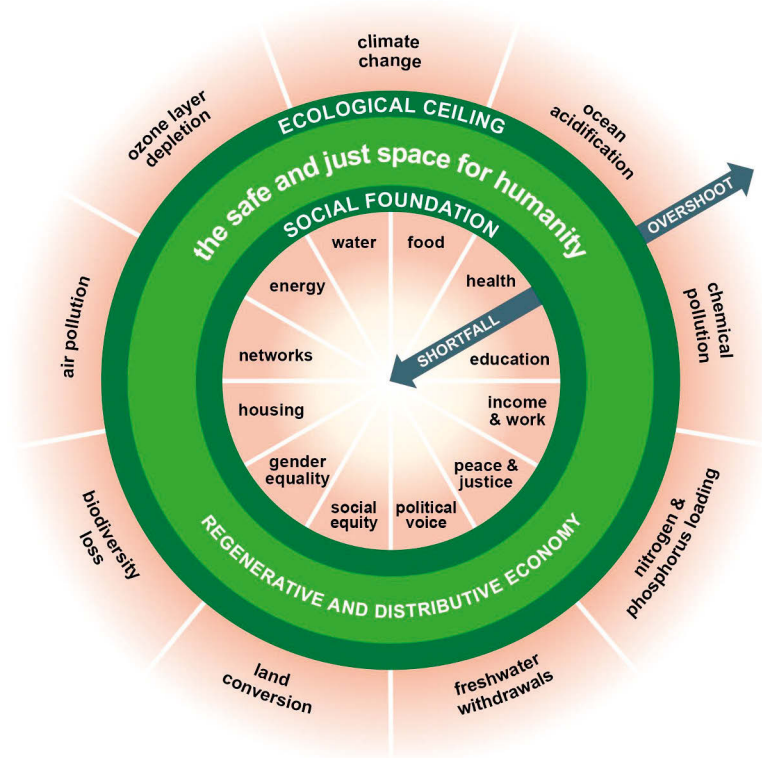 climate
change
ocean
acidification
OVERSHOOT
chemical
pollution
nitrogen &
phosphorus loading
freshwater
withdrawals
land
conversion
biodiversity
loss
air pollution
ozone layer
depletion
ECOLOGICAL CEILING
the safe and just space for humanity
SOCIAL FOUNDATION
water
food
health
SHORTFALL
education
income
& work
peace &
justice
political
voice
social
equity
gender
equality
housing
networks
energy
REGENERATIVE AND DISTRIBUTIVE ECONOMY